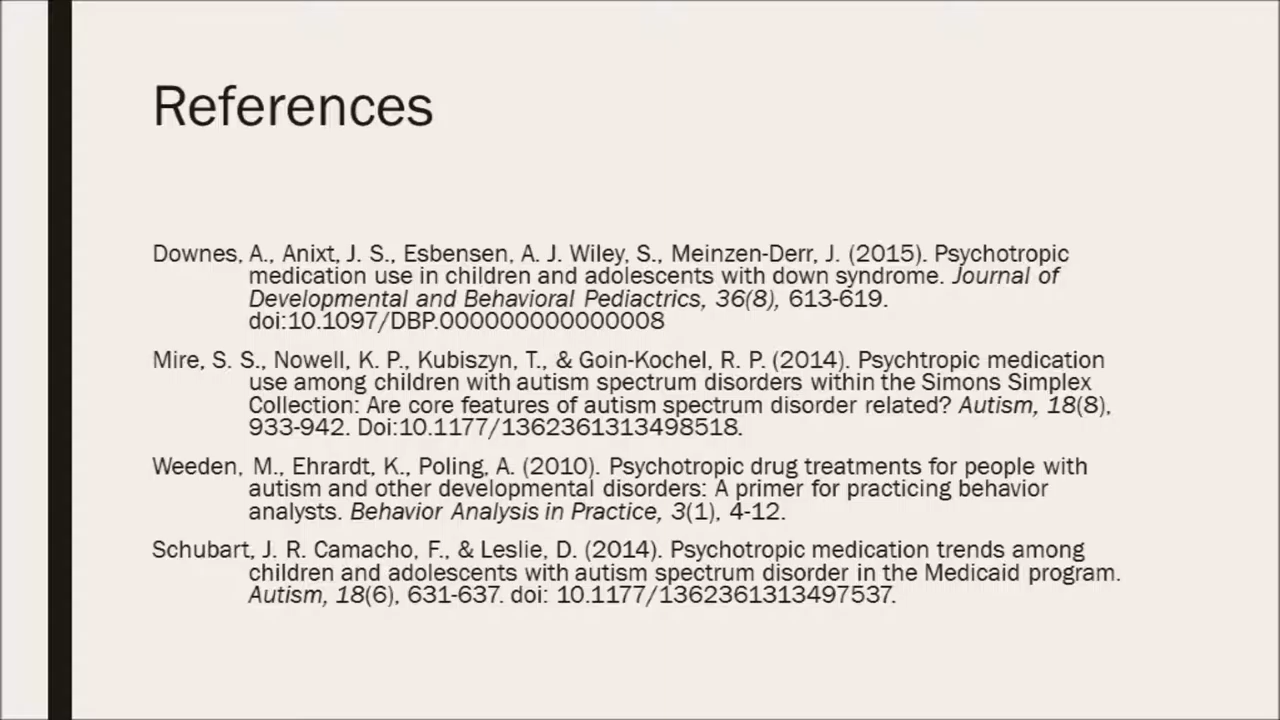 References
Downes, A., Anixt, J. S., Esbensen, A. J. Wiley, S., Meinzen-Derr, J. (2015). Psychotropic
medication use in children and adolescents with down syndrome. Journal of
Developmental and Behavioral Pediactrics, 36(8), 613-619.
doi:10.1097/DBP.000000000000008
Mire, S. S., Nowell, K. P., Kubiszyn, T., & Goin-Kochel, R. P. (2014). Psychtropic medication
use among children with autism spectrum disorders within the Simons Simplex
Collection: Are core features of autism spectrum disorder related? Autism, 18(8),
933-942. Doi:10.1177/1362361313498518.
Weeden, M., Ehrardt, K., Poling, A. (2010). Psychotropic drug treatments for people with
autism and other developmental disorders: A primer for practicing behavior
analysts. Behavior Analysis in Practice, 3(1), 4-12.
Schubart, J. R. Camacho, F., & Leslie, D. (2014). Psychotropic medication trends among
children and adolescents with autism spectrum disorder in the Medicaid program.
Autism, 18(6), 631-637. doi: 10.1177/1362361313497537.